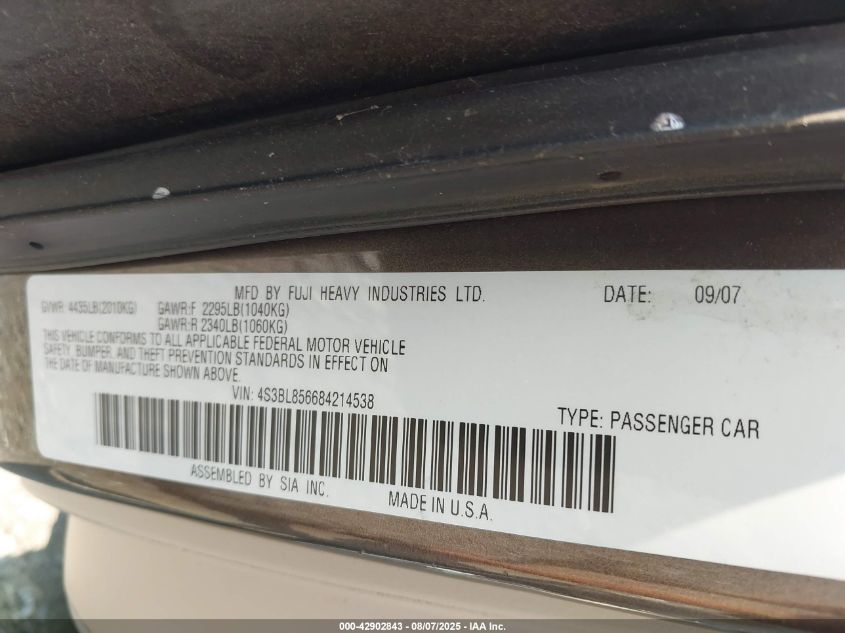 MFD BY FUJI HEAVY INDUSTRIES LTD. DATE: 09/07
GVWR: 4435LB(2010KG) GAWR:F 2295LB(1040KG)
GAWR:R 2340LB(1060KG)
THIS VEHICLE CONFORMS TO ALL APPLICABLE FEDERAL MOTOR VEHICLE
SAFETY, BUMPER, AND THEFT PREVENTION STANDARDS IN EFFECT ON
THE DATE OF MANUFACTURE SHOWN ABOVE.
VIN: 4S3BL856684214538
TYPE: PASSENGER CAR
ASSEMBLED BY SIA INC.
MADE IN U.S.A.
000-42902843 - 08/07/2025 - IAA Inc.